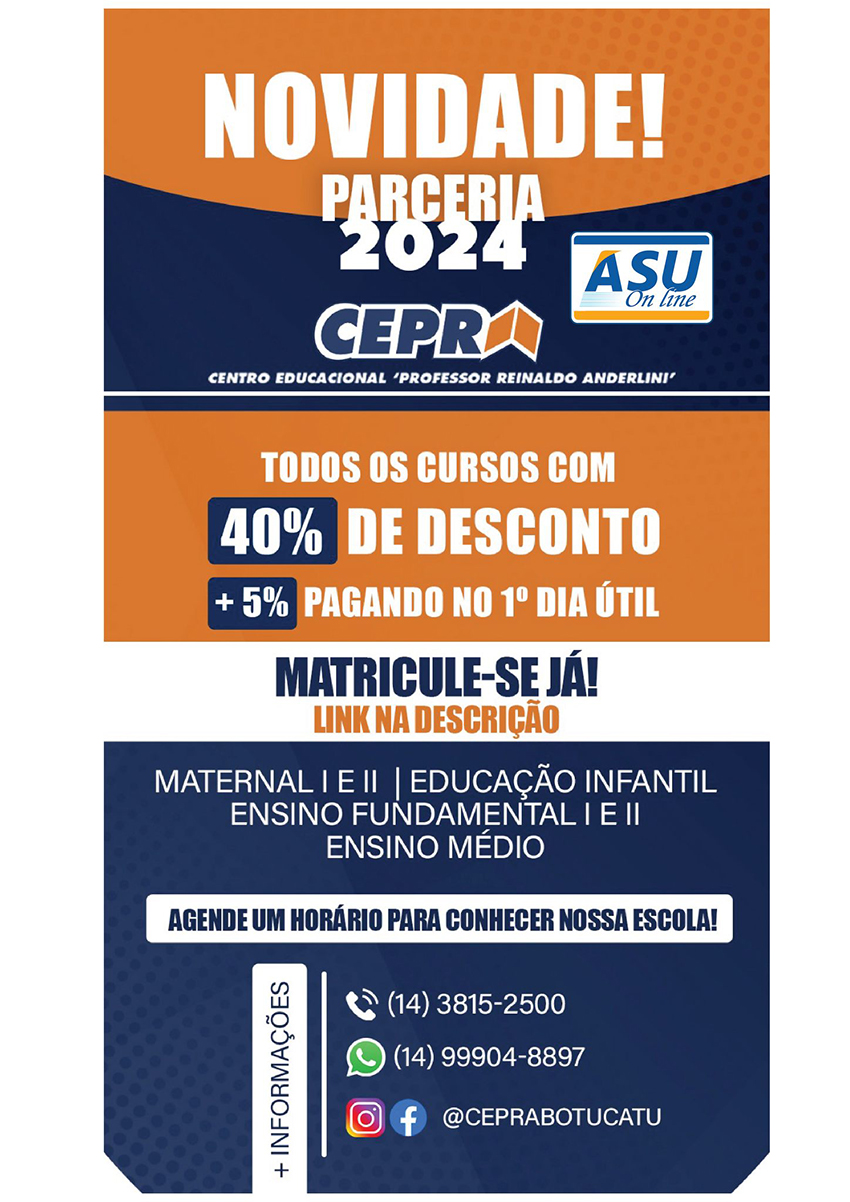 NOVIDADE!
PARCERIA
2024
ASU
On line
CEPRA
CENTRO EDUCACIONAL ‘PROFESSOR REINALDO ANDERLINI’
TODOS OS CURSOS COM
40% DE DESCONTO
+ 5% PAGANDO NO 1º DIA ÚTIL
MATRICULE-SE JÁ!
LINK NA DESCRIÇÃO
MATERNAL I E II | EDUCAÇÃO INFANTIL
ENSINO FUNDAMENTAL I E II
ENSINO MÉDIO
AGENDE UM HORÁRIO PARA CONHECER NOSSA ESCOLA!
+ INFORMAÇÕES
(14) 3815-2500
(14) 99904-8897
@CEPRABOTUCATU